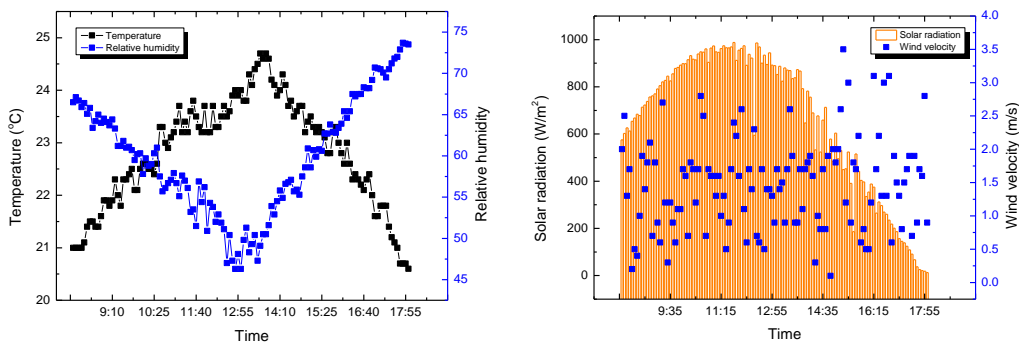 Temperature
Relative humidity
25
24
23
22
21
20
Temperature (°C)
75
70
65
60
55
50
45
Relative humidity
9:10 10:25 11:40 12:55 14:10 15:25 16:40 17:55
Time
Solar radiation
Wind velocity
1000
800
600
400
200
0
Solar radiation (W/m²)
4.0
3.5
3.0
2.5
2.0
1.5
1.0
0.5
0.0
Wind velocity (m/s)
9:35 11:15 12:55 14:35 16:15 17:55
Time